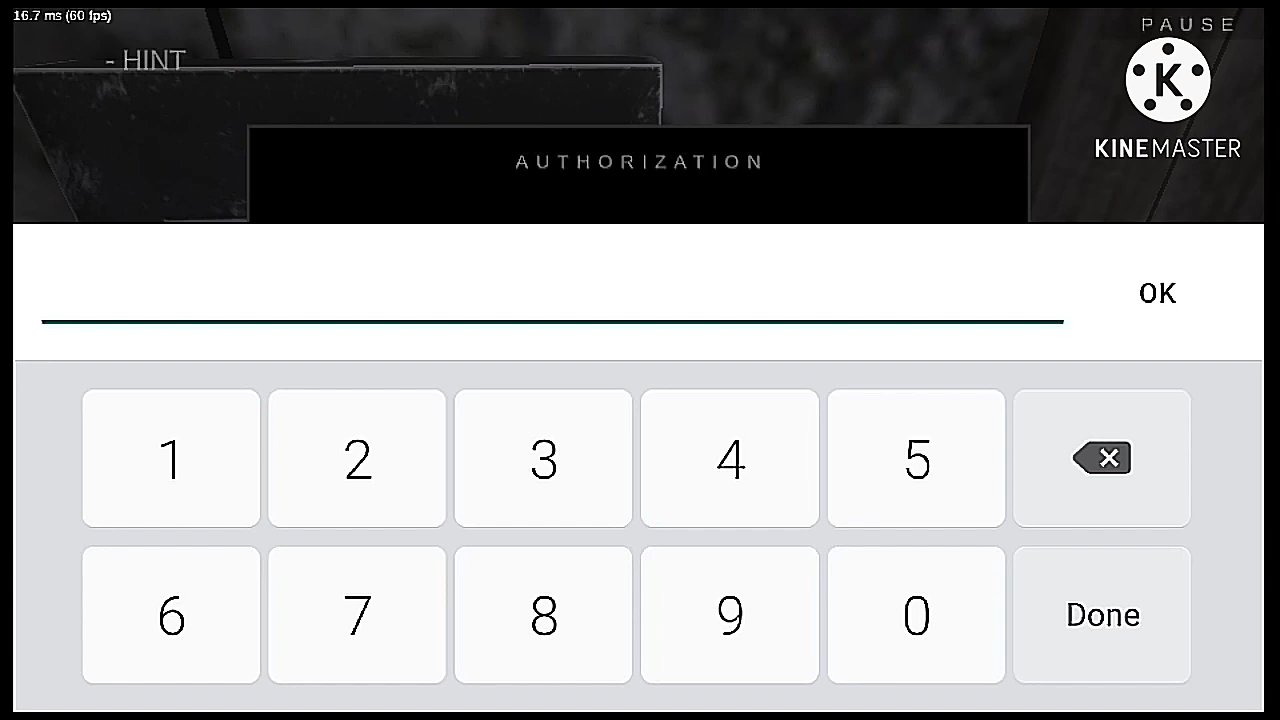 16.7 ms (60 fps)
PAUSE
- HINT
K
KINEMASTER
AUTHORIZATION
OK
1 2 3 4 5
6 7 8 9 0 Done